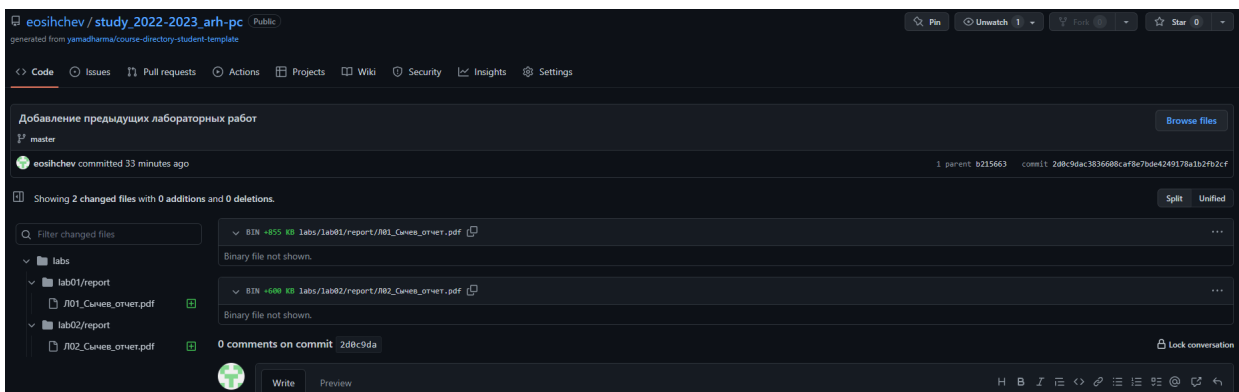 eosihchev / study_2022-2023_arh-pc Public
Pin
Unwatch 1
Fork 0
Star 0
generated from yamadharma/course-directory-student-template
<> Code Issues Pull requests Actions Projects Wiki Security Insights Settings
Добавление предыдущих лабораторных работ
Browse files
master
eosihchev committed 33 minutes ago
1 parent b215663 commit 2d0c9dac3836608caf8e7bde4249178a1b2fb2cf
Showing 2 changed files with 0 additions and 0 deletions.
Split Unified
Filter changed files
labs
lab01/report
Л01_Сычев_отчет.pdf
lab02/report
Л02_Сычев_отчет.pdf
BIN +855 KB labs/lab01/report/Л01_Сычев_отчет.pdf
Binary file not shown.
BIN +600 KB labs/lab02/report/Л02_Сычев_отчет.pdf
Binary file not shown.
0 comments on commit 2d0c9da
Lock conversation
Write Preview